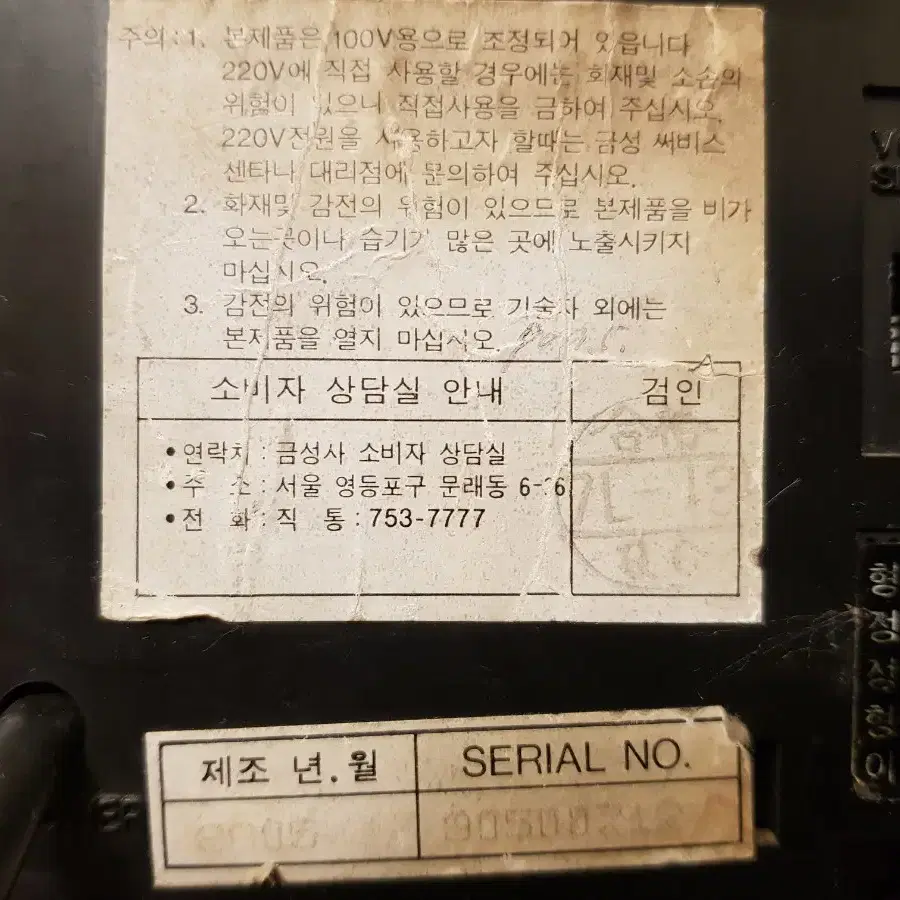 주의:1. 본제품은 100V용으로 조정되어 있읍니다
220V에 직접 사용할 경우에는 화재및 소손의
위험이 있으니 직접사용을 금하여 주십시오.
220V전원을 사용하고자 할때는 금성 써비스
센타나 대리점에 문의하여 주십시오.
2. 화재및 감전의 위험이 있으므로 본제품을 비가
오는곳이나 습기가 많은 곳에 노출시키지
마십시오.
3. 감전의 위험이 있으므로 기술자 외에는
본제품을 열지 마십시오.
소비자 상담실 안내
검인
• 연락처 : 금성사 소비자 상담실
• 주 소 : 서울 영등포구 문래동
• 전 화 : 직 통 : 753-7777
제조 년.월
SERIAL NO.